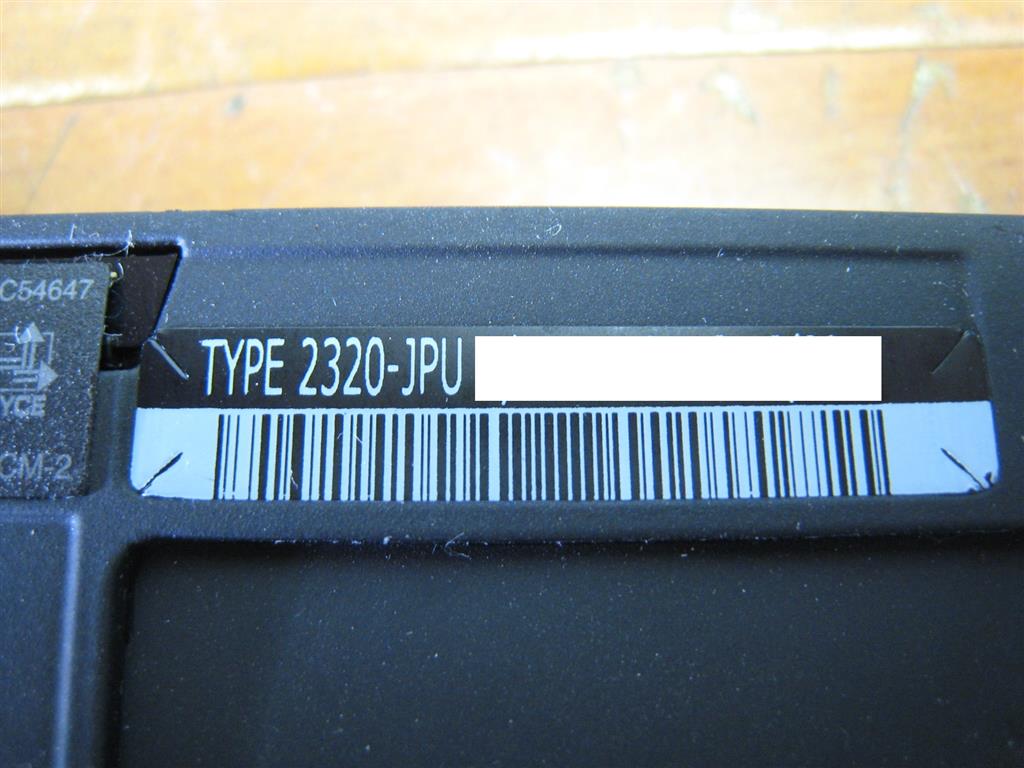 C54647
YCE
CM-2
TYPE 2320-JPU